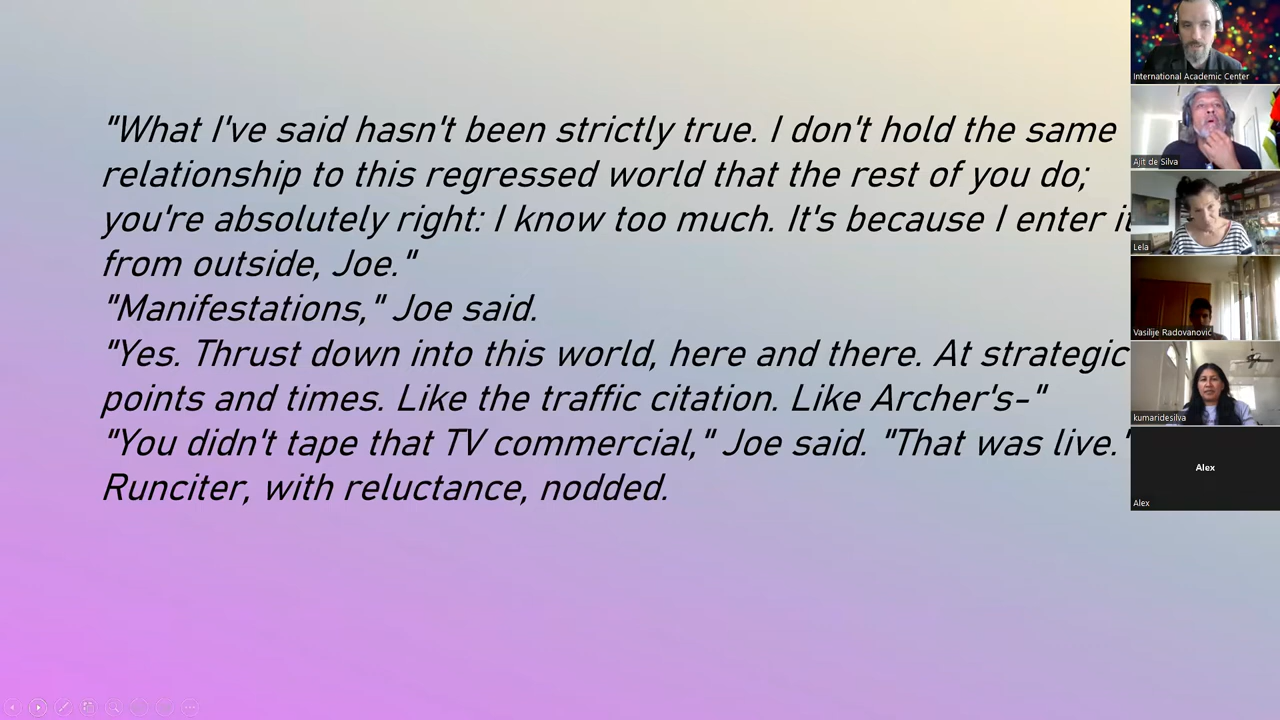 "What I've said hasn't been strictly true. I don't hold the same
relationship to this regressed world that the rest of you do;
you're absolutely right: I know too much. It's because I enter it
from outside, Joe."
"Manifestations," Joe said.
"Yes. Thrust down into this world, here and there. At strategic
points and times. Like the traffic citation. Like Archer's-"
"You didn't tape that TV commercial," Joe said. "That was live."
Runciter, with reluctance, nodded.
International Academic Center
Ajit de Silva
Lela
Vasilije Radovanović
kumaridesilva
Alex
Alex